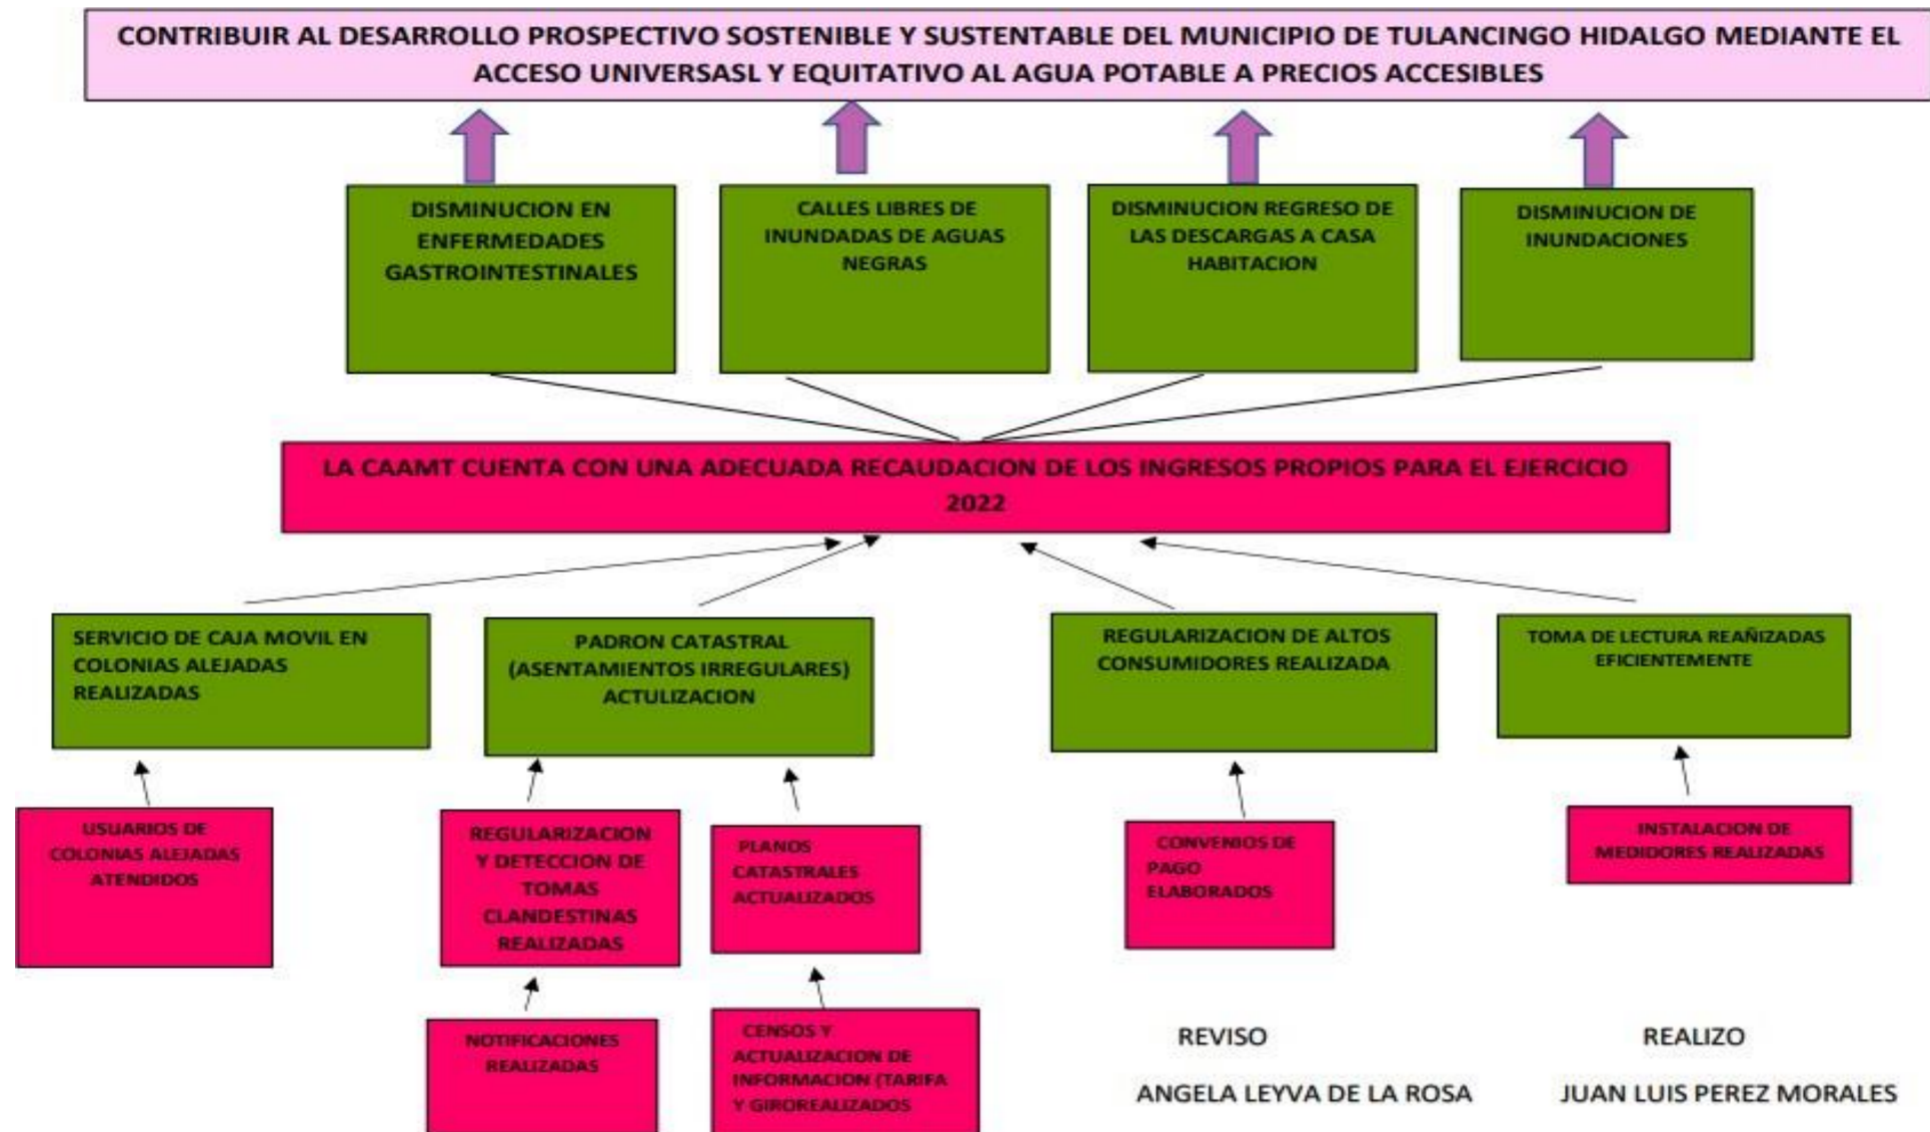 CONTRIBUIR AL DESARROLLO PROSPECTIVO SOSTENIBLE Y SUSTENTABLE DEL MUNICIPIO DE TULANCINGO HIDALGO MEDIANTE EL
ACCESO UNIVERSASL Y EQUITATIVO AL AGUA POTABLE A PRECIOS ACCESIBLES
DISMINUCION EN
ENFERMEDADES
GASTROINTESTINALES
CALLES LIBRES DE
INUNDADAS DE AGUAS
NEGRAS
DISMINUCION REGRESO DE
LAS DESCARGAS A CASA
HABITACION
DISMINUCION DE
INUNDACIONES
LA CAAMT CUENTA CON UNA ADECUADA RECAUDACION DE LOS INGRESOS PROPIOS PARA EL EJERCICIO
2022
SERVICIO DE CAJA MOVIL EN
COLONIAS ALEJADAS
REALIZADAS
PADRON CATASTRAL
(ASENTAMIENTOS IRREGULARES)
ACTULIZACION
REGULARIZACION DE ALTOS
CONSUMIDORES REALIZADA
TOMA DE LECTURA REAÑIZADAS
EFICIENTEMENTE
USUARIOS DE
COLONIAS ALEJADAS
ATENDIDOS
REGULARIZACION
Y DETECCION DE
TOMAS
CLANDESTINAS
REALIZADAS
PLANOS
CATASTRALES
ACTUALIZADOS
CONVENIOS DE
PAGO
ELABORADOS
INSTALACION DE
MEDIDORES REALIZADAS
NOTIFICACIONES
REALIZADAS
CENSOS Y
ACTUALIZACION DE
INFORMACION (TARIFA
Y GIROREALIZADOS
REVISO
ANGELA LEYVA DE LA ROSA
REALIZO
JUAN LUIS PEREZ MORALES